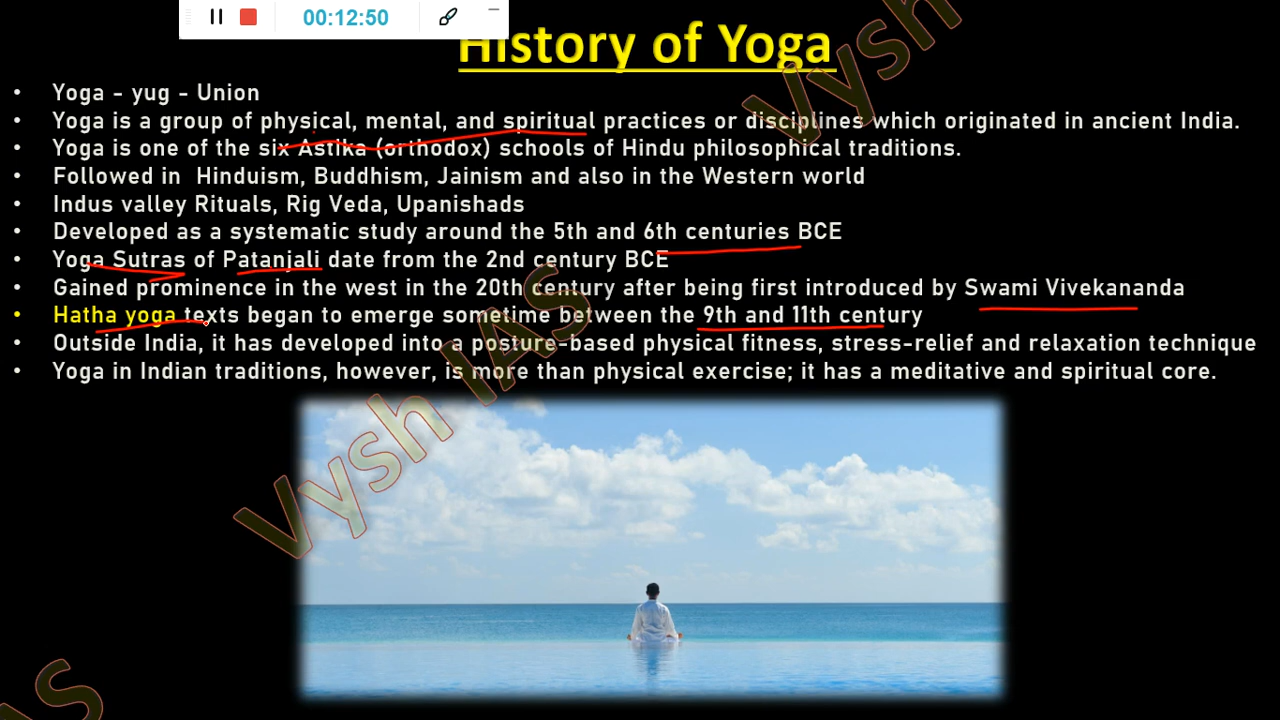 00:12:50
History of Yoga
• Yoga - yug - Union
• Yoga is a group of physical, mental, and spiritual practices or disciplines which originated in ancient India.
• Yoga is one of the six Astika (orthodox) schools of Hindu philosophical traditions.
• Followed in Hinduism, Buddhism, Jainism and also in the Western world
• Indus valley Rituals, Rig Veda, Upanishads
• Developed as a systematic study around the 5th and 6th centuries BCE
• Yoga Sutras of Patanjali date from the 2nd century BCE
• Gained prominence in the west in the 20th century after being first introduced by Swami Vivekananda
• Hatha yoga texts began to emerge sometime between the 9th and 11th century
• Outside India, it has developed into a posture-based physical fitness, stress-relief and relaxation technique
• Yoga in Indian traditions, however, is more than physical exercise; it has a meditative and spiritual core.
Vysh
Vysh IAS
AS